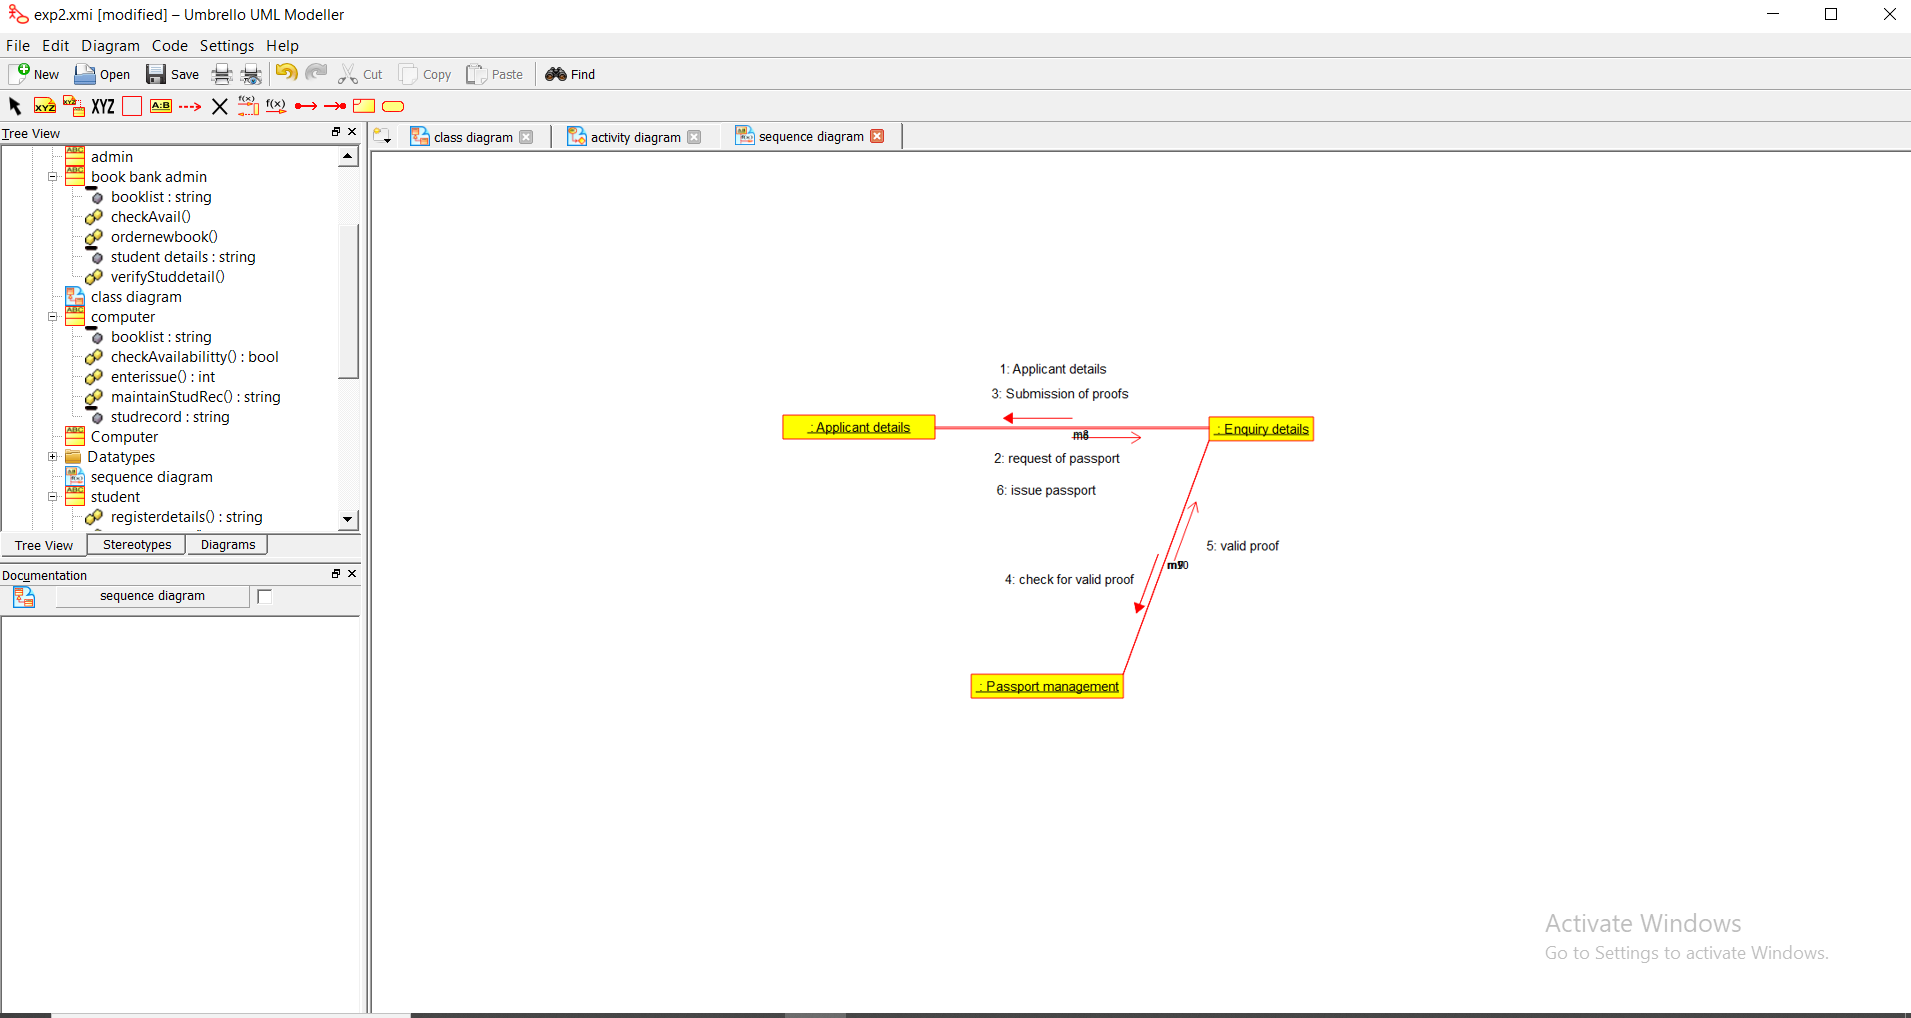 exp2.xmi [modified] – Umbrello UML Modeller
File Edit Diagram Code Settings Help
New Open Save Cut Copy Paste Find
XYZ XYZ XYZ A:B f(x) f(x)
Tree View
class diagram activity diagram sequence diagram
admin
book bank admin
booklist : string
checkAvail()
ordernewbook()
student details : string
verifyStuddetail()
class diagram
computer
booklist : string
checkAvailabilitty() : bool
enterissue() : int
maintainStudRec() : string
studrecord : string
Computer
Datatypes
sequence diagram
student
registerdetails() : string
Tree View Stereotypes Diagrams
Documentation
sequence diagram
1: Applicant details
3: Submission of proofs
: Applicant details
: Enquiry details
2: request of passport
6: issue passport
5: valid proof
4: check for valid proof
: Passport management
Activate Windows
Go to Settings to activate Windows.